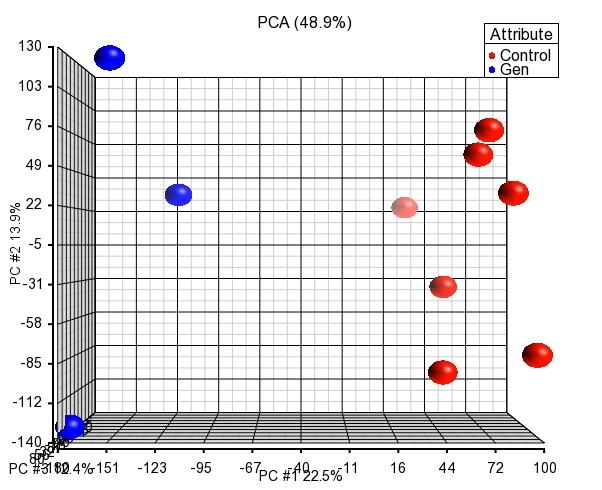 PCA (48.9%)
Attribute
Control
Gen
130
103
76
49
22
-5
-31
-58
-85
-112
-140
PC #2 13.9%
-180 -151 -123 -95 -67 -40 -11 16 44 72 100
PC #3 12.4%
PC #1 22.5%